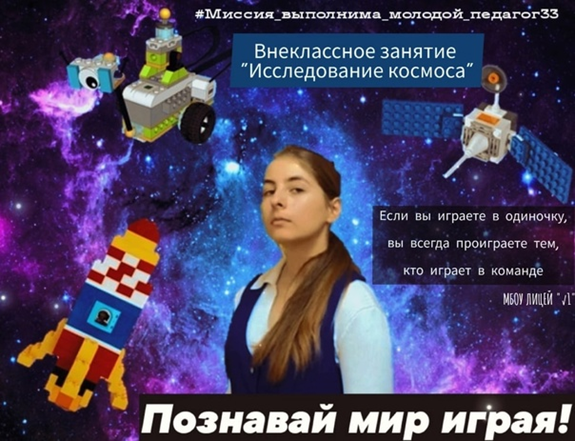 #Миссия_выполнима_молодой_педагог33
Внеклассное занятие
“Исследование космоса”
Если вы играете в одиночку,
вы всегда проиграете тем,
кто играет в команде
МБОУ ЛИЦЕЙ "√1"
Познавай мир играя!